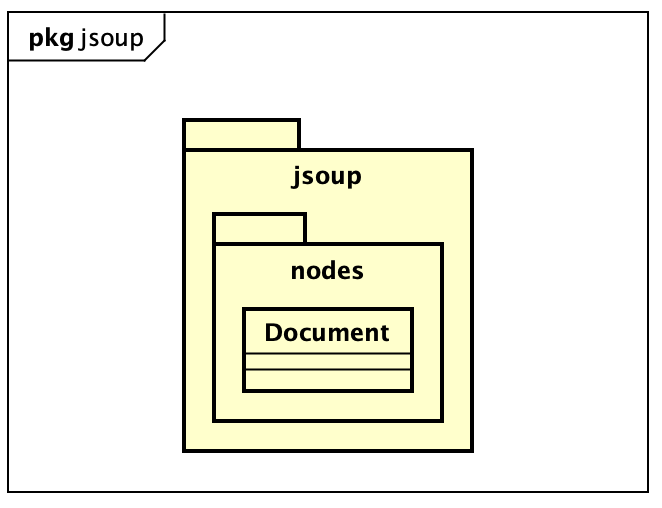 pkg jsoup
jsoup
nodes
Document